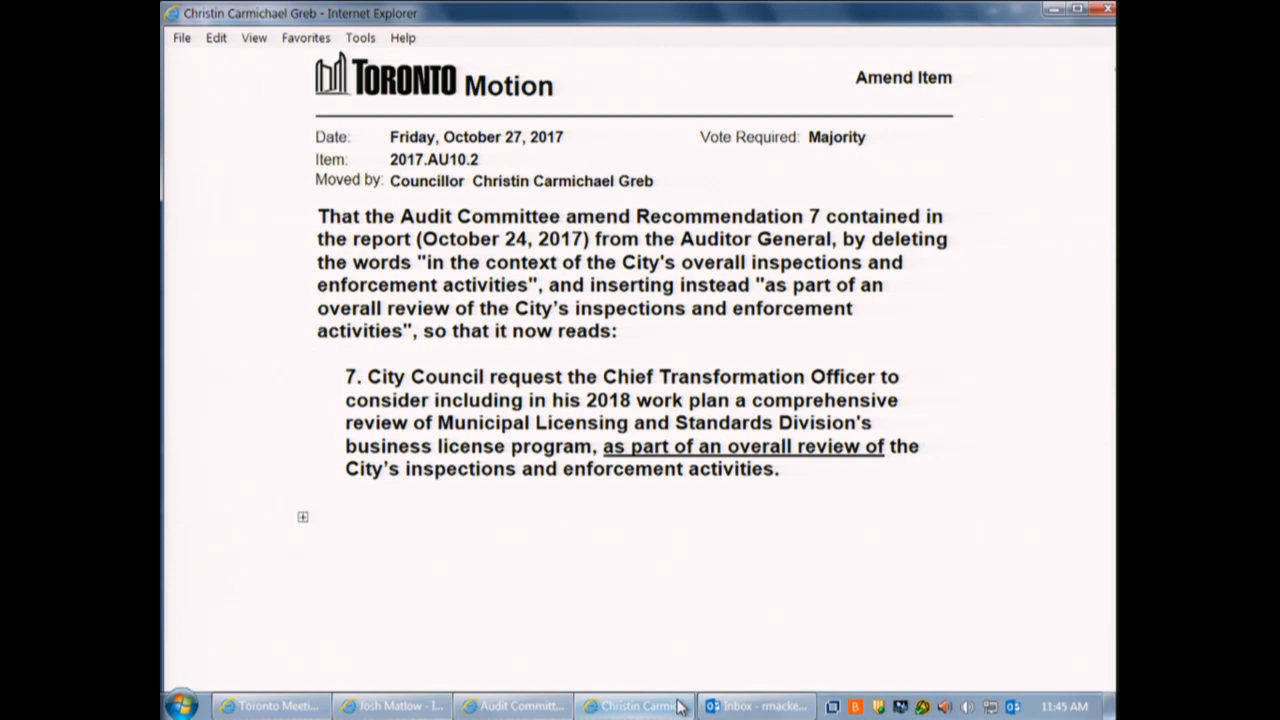 Christin Carmichael Greb - Internet Explorer
File Edit View Favorites Tools Help
TORONTO Motion
Amend Item
Date: Friday, October 27, 2017
Vote Required: Majority
Item: 2017.AU10.2
Moved by: Councillor Christin Carmichael Greb
That the Audit Committee amend Recommendation 7 contained in
the report (October 24, 2017) from the Auditor General, by deleting
the words "in the context of the City's overall inspections and
enforcement activities", and inserting instead "as part of an
overall review of the City's inspections and enforcement
activities", so that it now reads:
7. City Council request the Chief Transformation Officer to
consider including in his 2018 work plan a comprehensive
review of Municipal Licensing and Standards Division's
business license program, as part of an overall review of the
City's inspections and enforcement activities.
Toronto Meeti... Josh Matlow - I... Audit Committ... Christin Carmi Inbox - rmacke... 11:45 AM